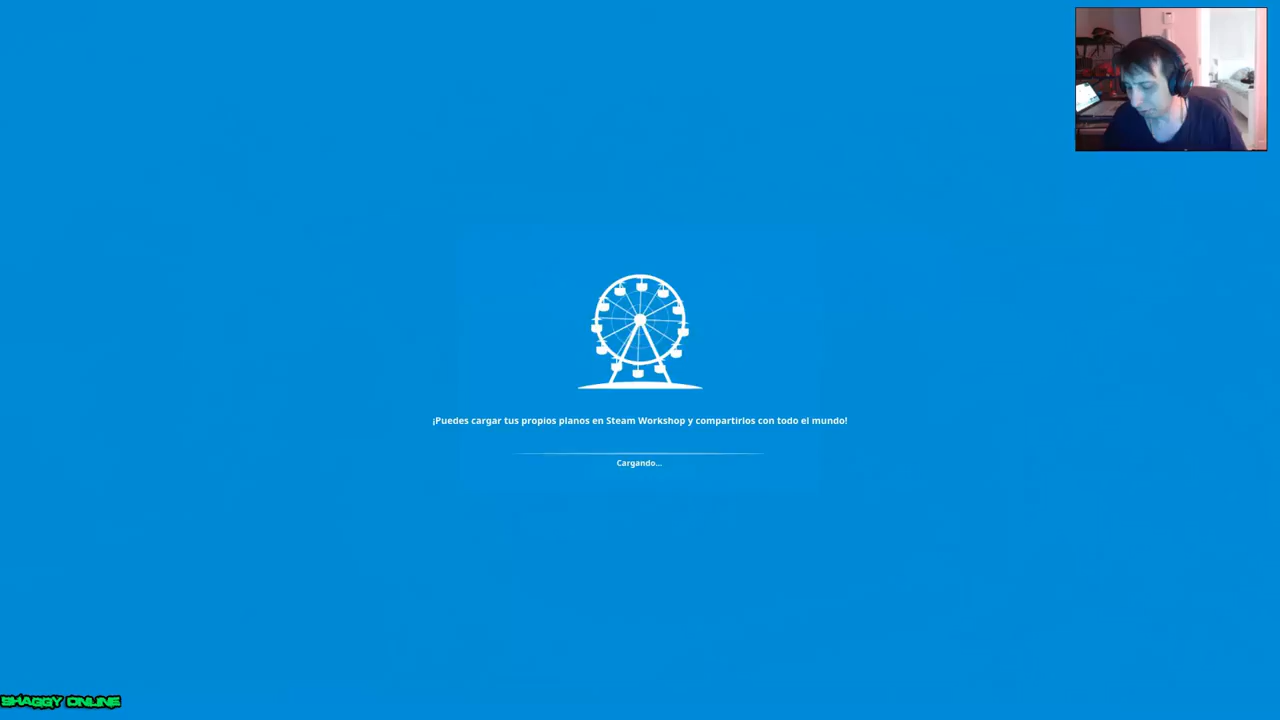 ¡Puedes cargar tus propios planos en Steam Workshop y compartirlos con todo el mundo!
Cargando...
SHAGGY ONLINE